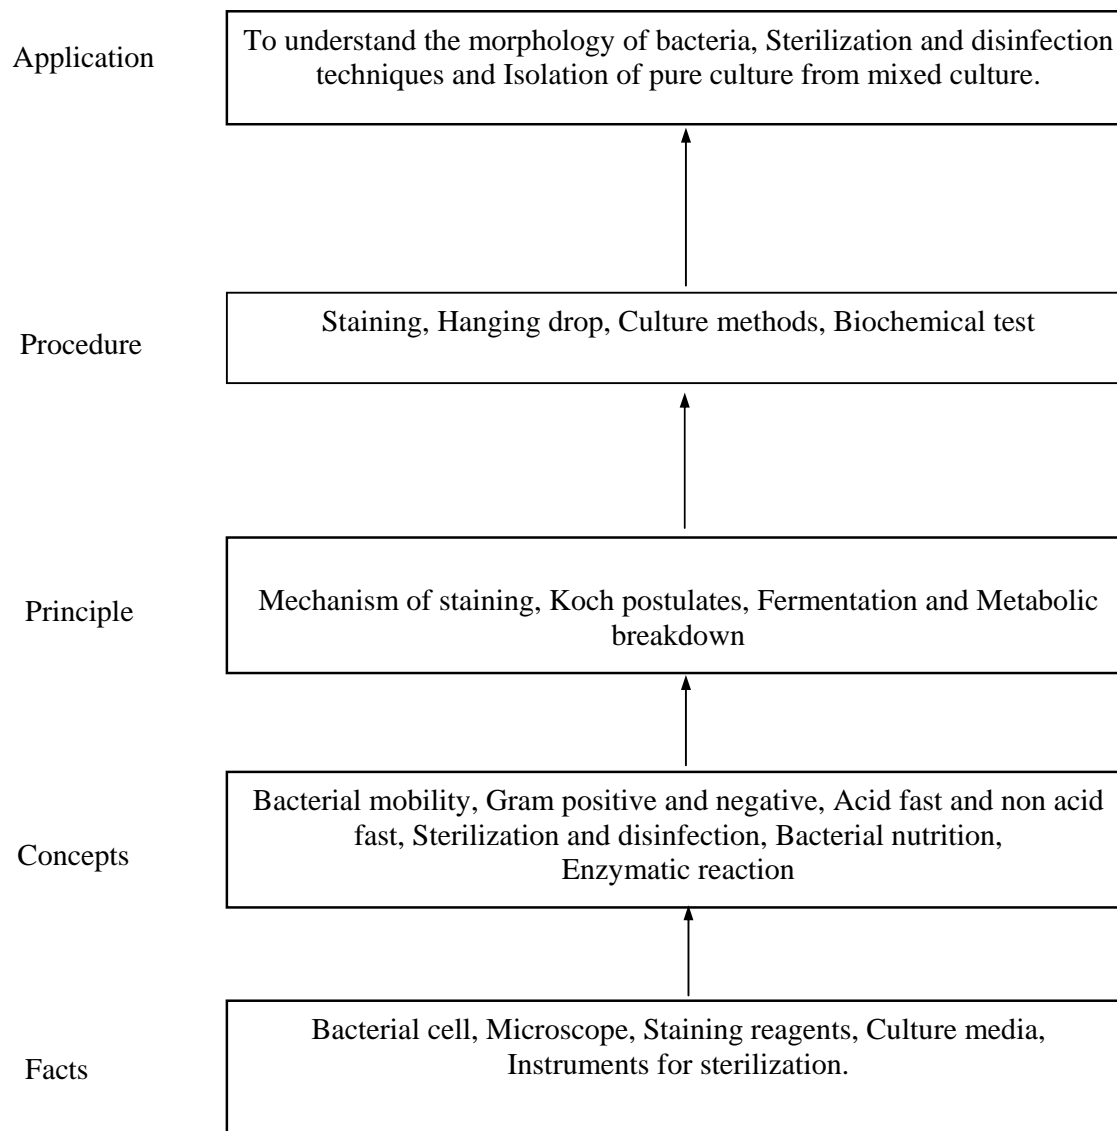 Application
To understand the morphology of bacteria, Sterilization and disinfection
techniques and Isolation of pure culture from mixed culture.
Procedure
Staining, Hanging drop, Culture methods, Biochemical test
Principle
Mechanism of staining, Koch postulates, Fermentation and Metabolic
breakdown
Concepts
Bacterial mobility, Gram positive and negative, Acid fast and non acid
fast, Sterilization and disinfection, Bacterial nutrition,
Enzymatic reaction
Facts
Bacterial cell, Microscope, Staining reagents, Culture media,
Instruments for sterilization.